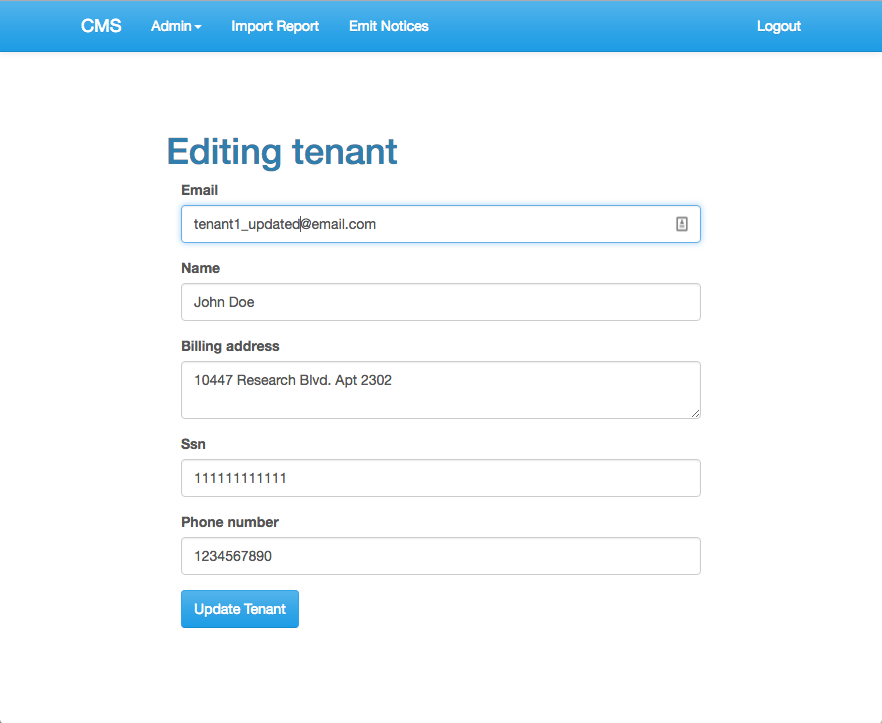 CMS Admin Import Report Emit Notices Logout
Editing tenant
Email
tenant1_updated@email.com
Name
John Doe
Billing address
10447 Research Blvd. Apt 2302
Ssn
111111111111
Phone number
1234567890
Update Tenant